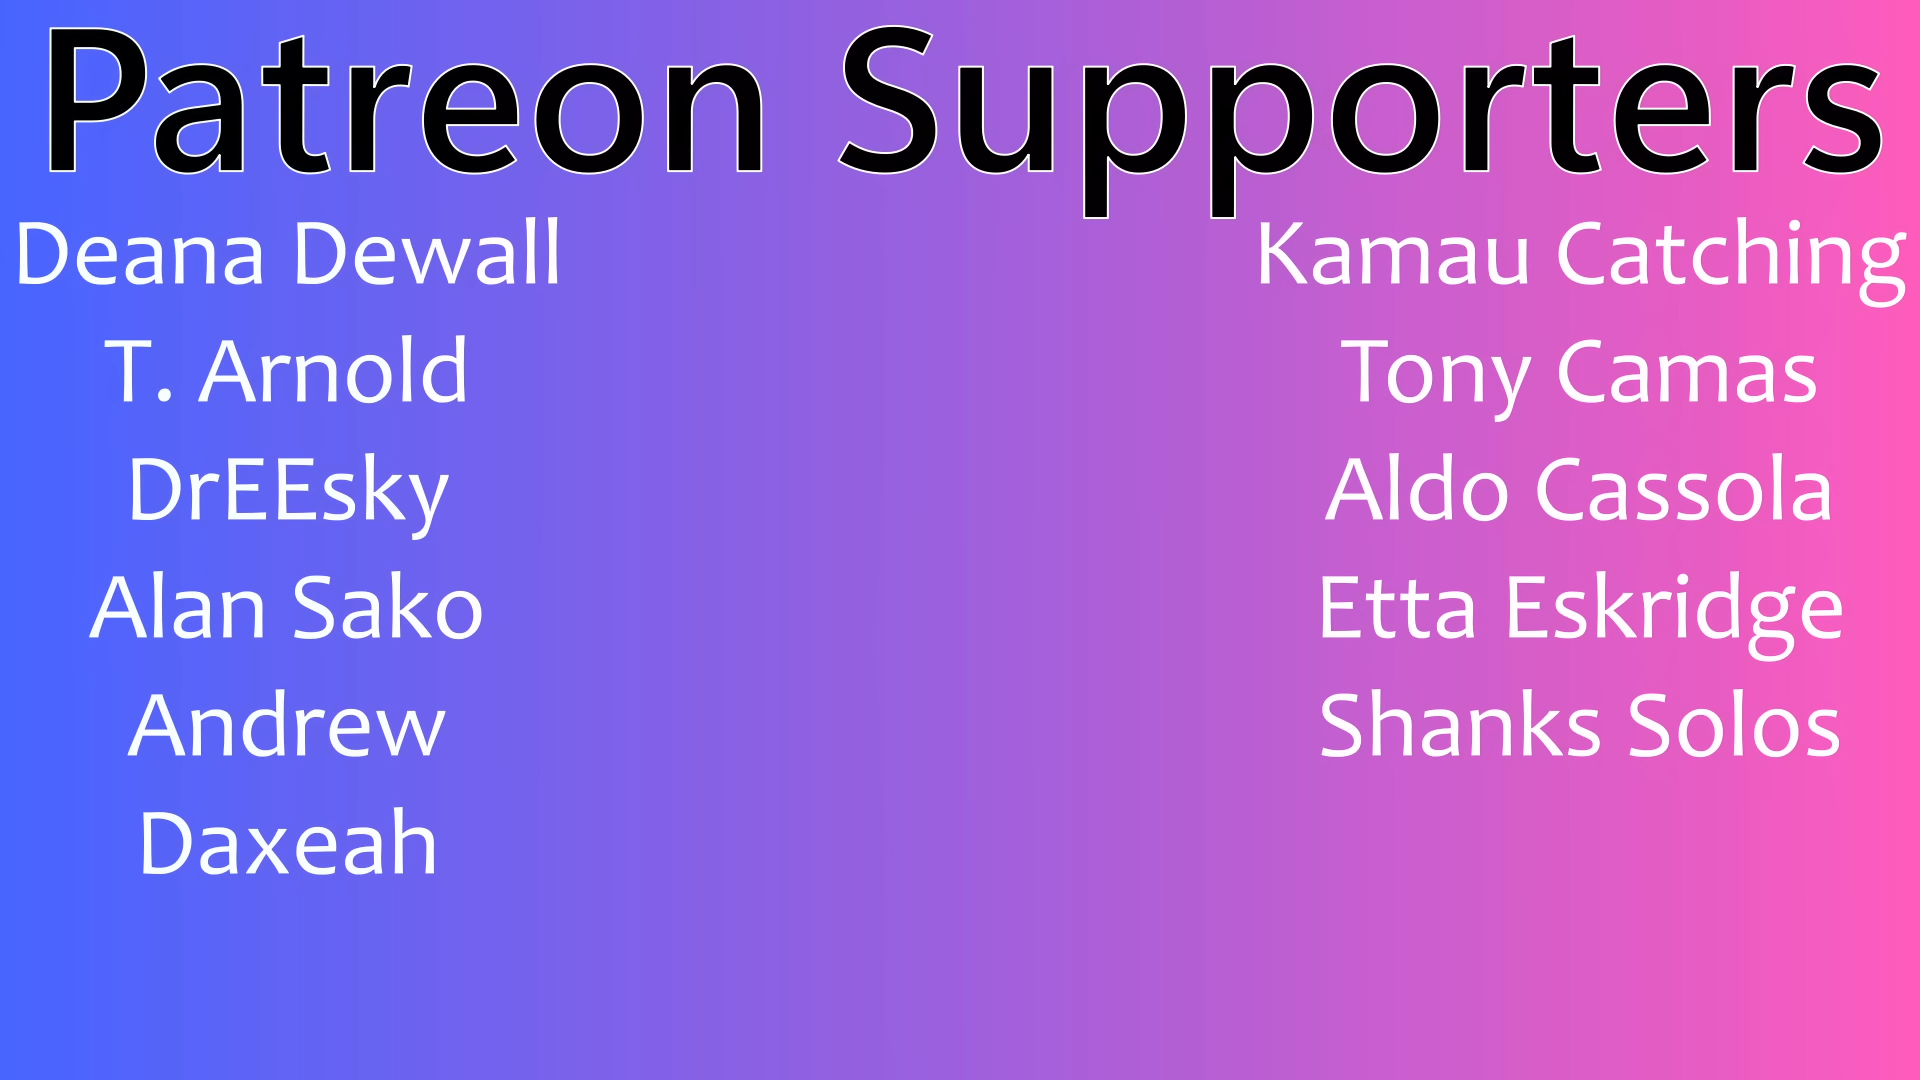 Patreon Supporters
Deana Dewall
T. Arnold
DrEEsky
Alan Sako
Andrew
Daxeah
Kamau Catching
Tony Camas
Aldo Cassola
Etta Eskridge
Shanks Solos